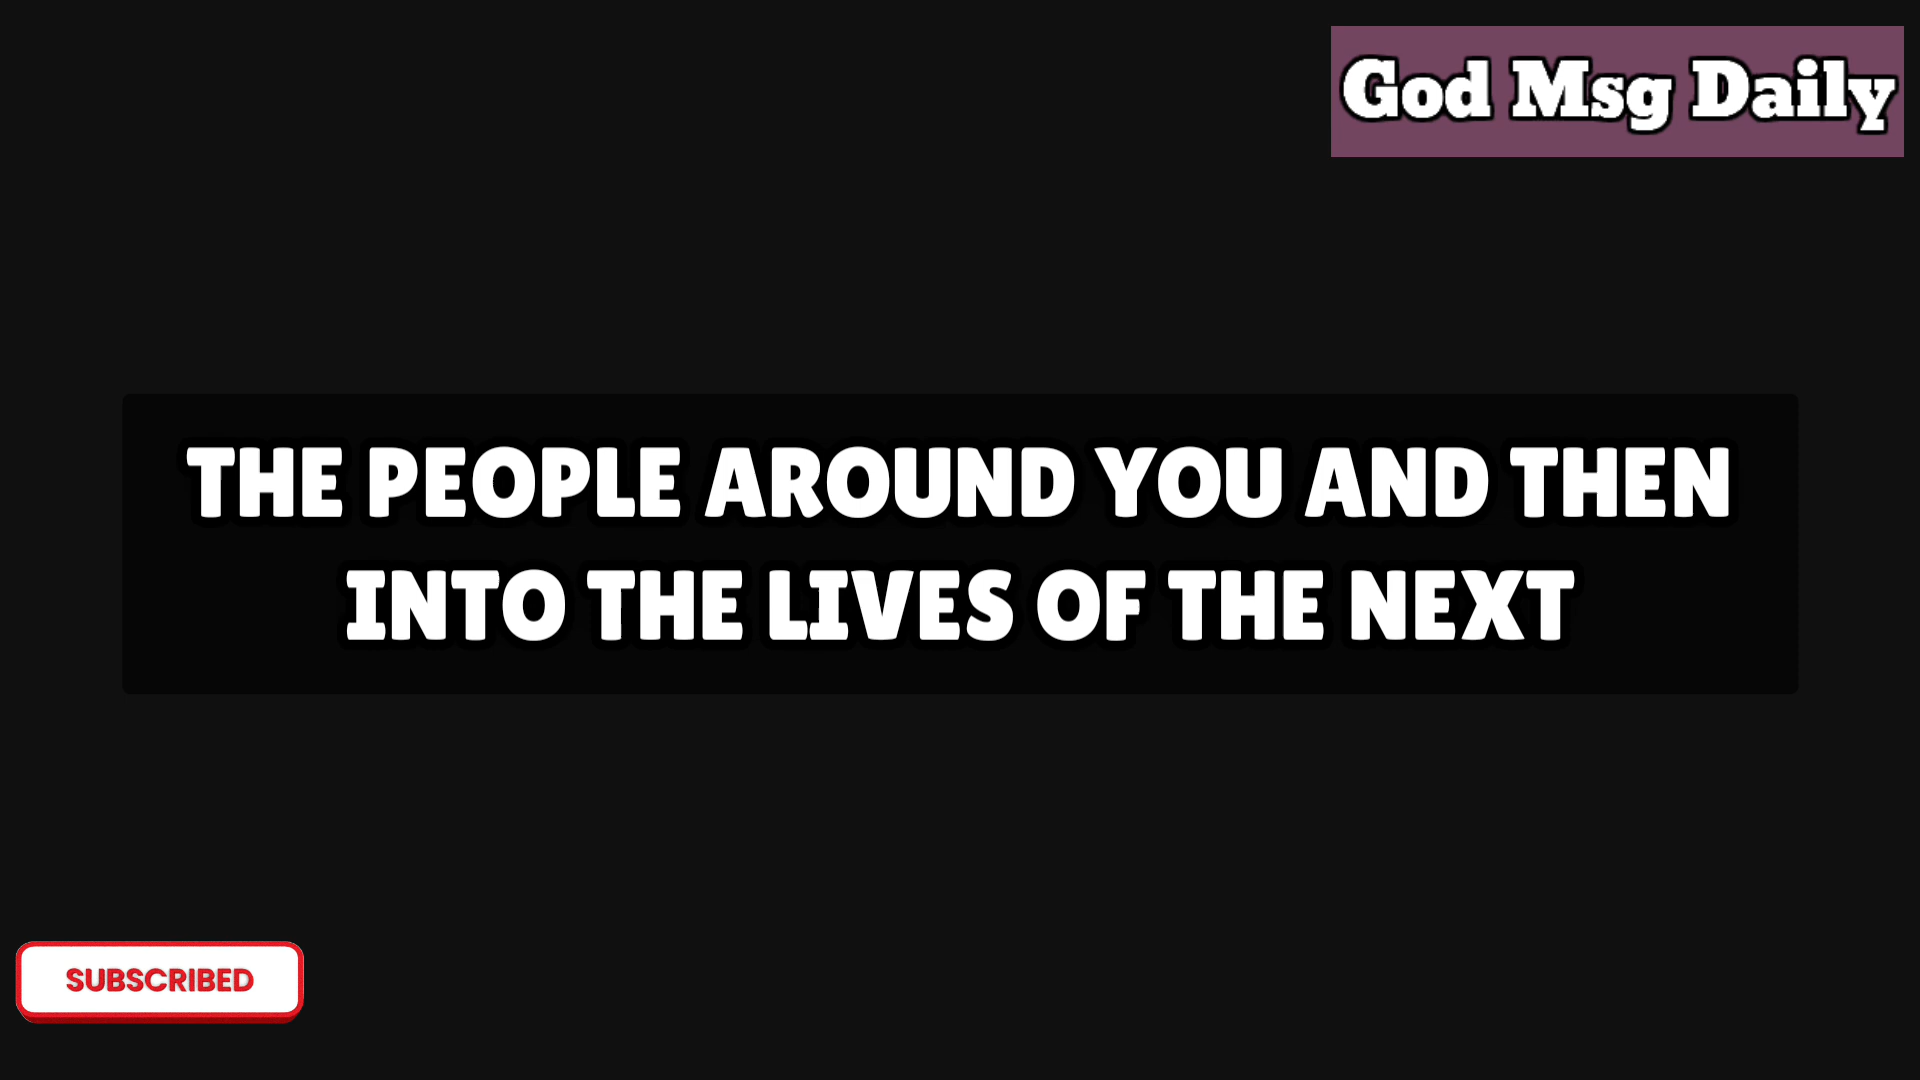 God Msg Daily
THE PEOPLE AROUND YOU AND THEN
INTO THE LIVES OF THE NEXT
SUBSCRIBED